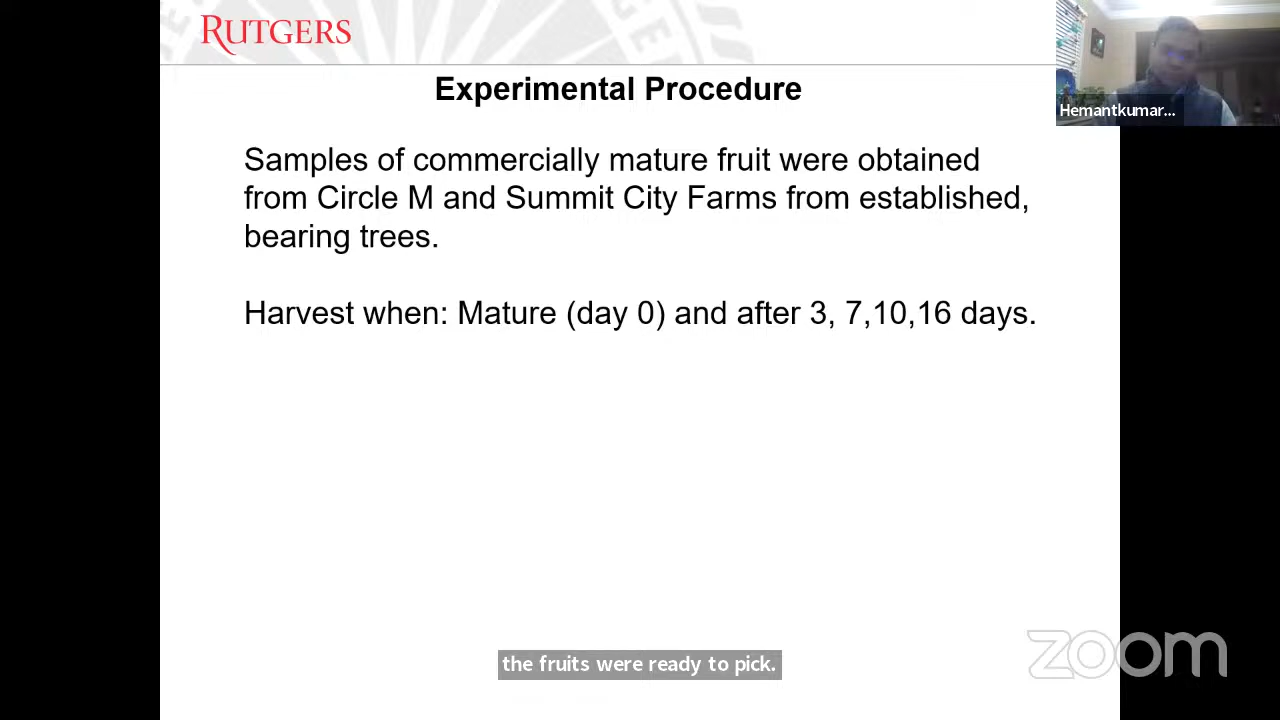 RUTGERS
Experimental Procedure
Hemantkumar...
Samples of commercially mature fruit were obtained
from Circle M and Summit City Farms from established,
bearing trees.
Harvest when: Mature (day 0) and after 3, 7,10,16 days.
the fruits were ready to pick.
zoom